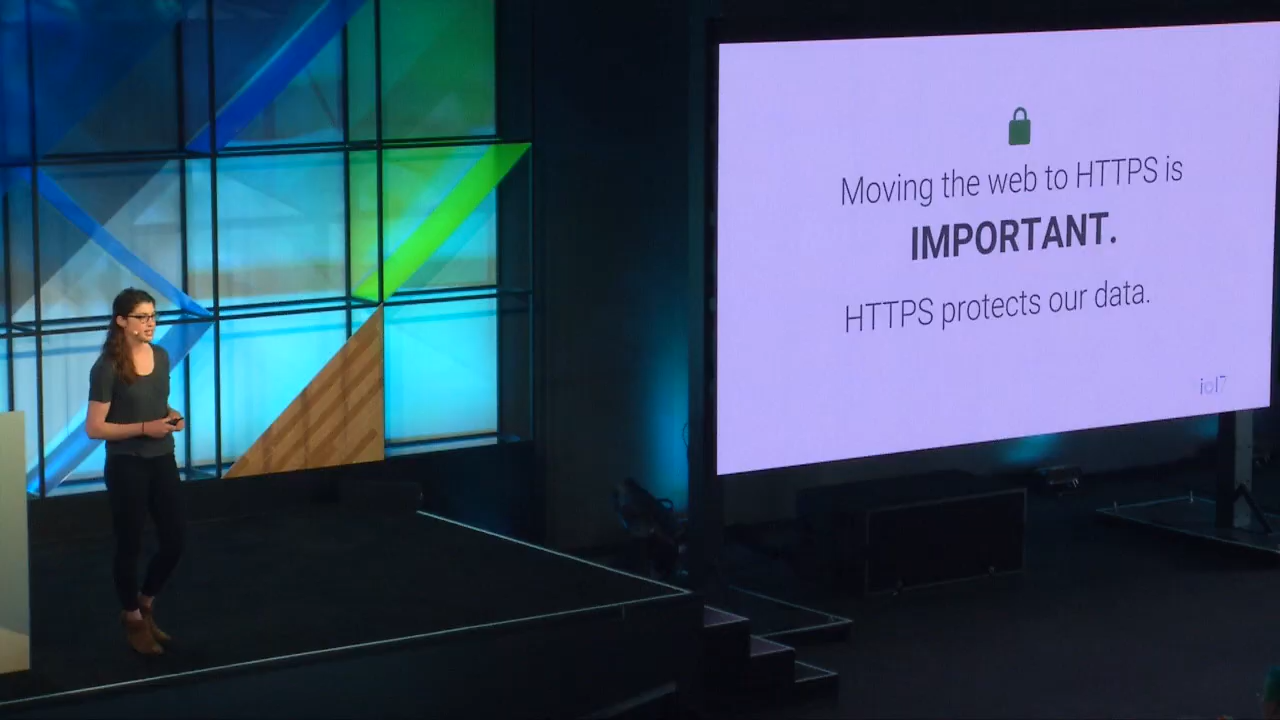 Moving the web to HTTPS is
IMPORTANT.
HTTPS protects our data.
io17